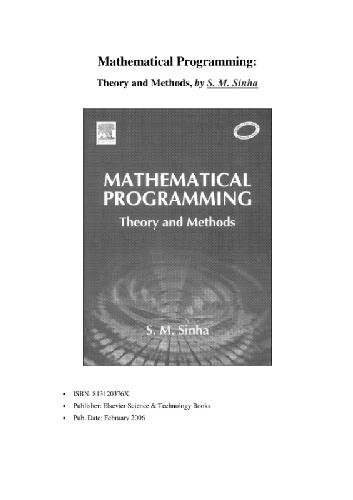 Mathematical Programming:
Theory and Methods, by S. M. Sinha
MATHEMATICAL
PROGRAMMING
Theory and Methods
S. M. Sinha
• ISBN: 813120376X
• Publisher: Elsevier Science & Technology Books
• Pub. Date: February 2006